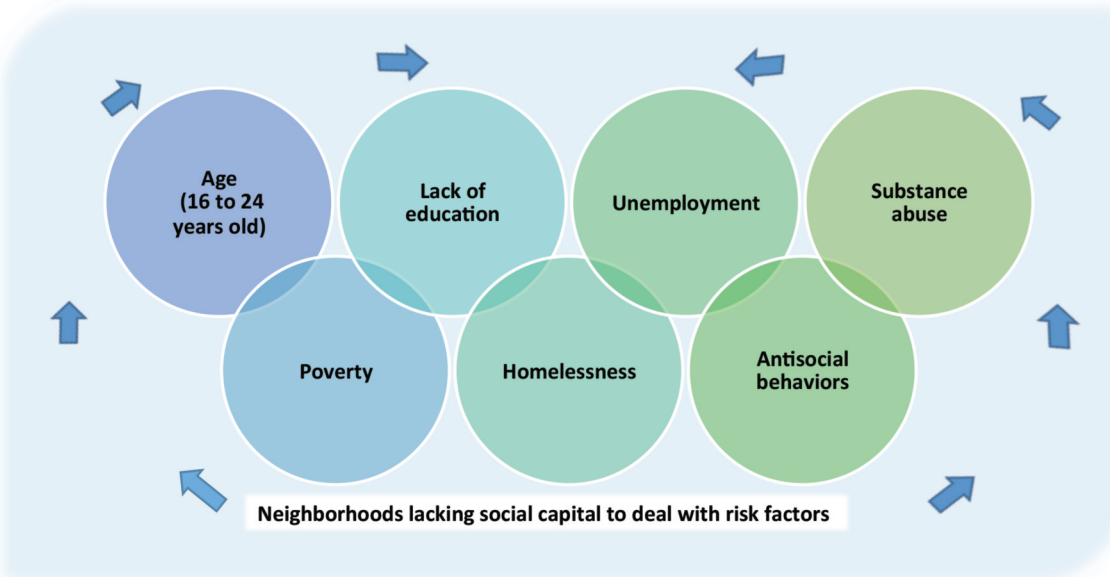 Age
(16 to 24
years old)
Lack of
education
Unemployment
Substance
abuse
Poverty
Homelessness
Antisocial
behaviors
Neighborhoods lacking social capital to deal with risk factors